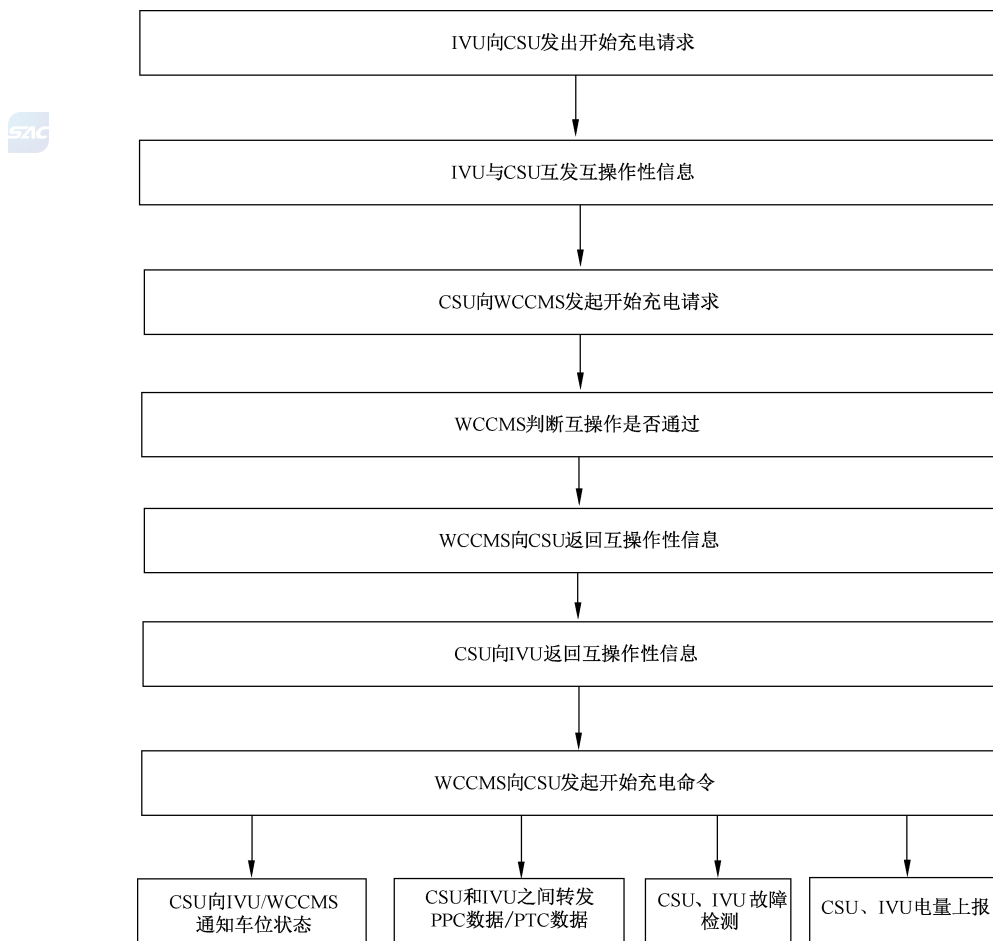 IVU向CSU发出开始充电请求
SAC
IVU与CSU互发互操作性信息
CSU向WCCMS发起开始充电请求
WCCMS判断互操作是否通过
WCCMS向CSU返回互操作性信息
CSU向IVU返回互操作性信息
WCCMS向CSU发起开始充电命令
CSU向IVU/WCCMS
通知车位状态
CSU和IVU之间转发
PPC数据/PTC数据
CSU、IVU故障
检测
CSU、IVU电量上报